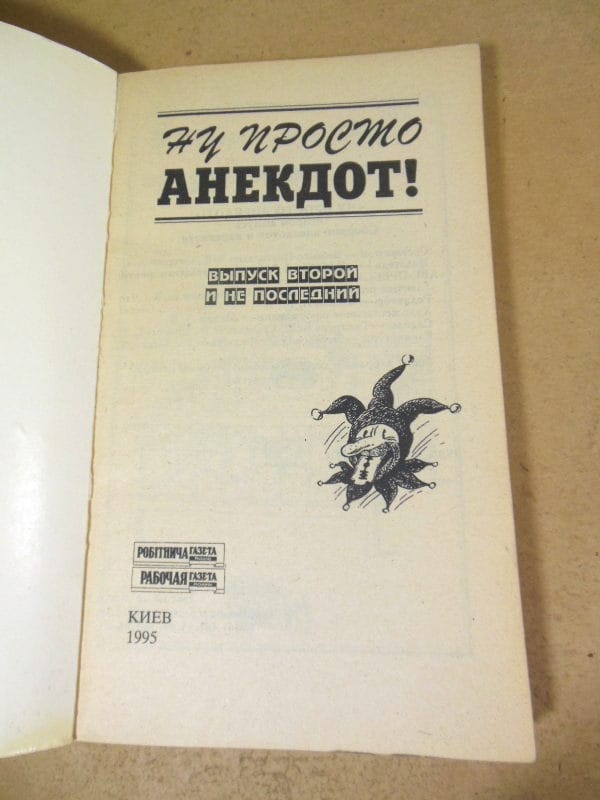 НУ ПРОСТО
АНЕКДОТ!
ВЫПУСК ВТОРОЙ
И НЕ ПОСЛЕДНИЙ
РОБІТНИЧА ГАЗЕТА
РАБОЧАЯ ГАЗЕТА
КИЕВ
1995